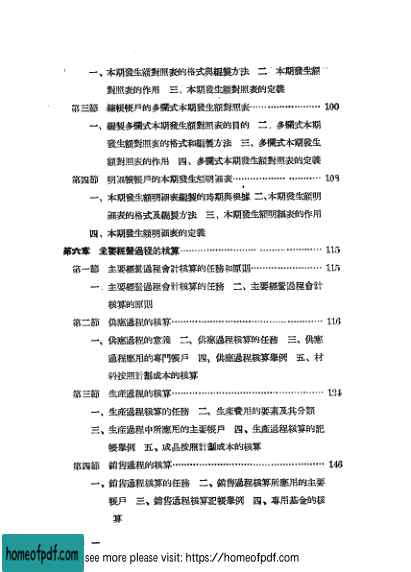 一、本期發生額對照表的格式與編製方法　二　本期發生額
對照表的作用　三、本期發生額對照表的定義
第三節　總帳帳戶的多欄式本期發生額對照表………………… 100
一、編製多欄式本期發生額對照表的目的　二、多欄式本期
發生額對照表的格式和編製方法　三、多欄式本期發生
額對照表的作用　四、多欄式本期發生額對照表的定義
第四節　明細帳帳戶的本期發生額明細表…………………… 108
一、本期發生額明細表編製的時期與根據　二、本期發生額明
細表的格式及編製方法　三、本期發生額明細表的作用
四、本期發生額明細表的定義
第六章　主要經營過程的核算…………………………………… 115
第一節　主要經營過程會計核算的任務和原則……………… 115
一、主要經營過程會計核算的任務　二、主要經營過程會計
核算的原則
第二節　供應過程的核算……………………………………… 116
一、供應過程的意義　二、供應過程核算的任務　三、供應
過程應用的專門帳戶　四、供應過程核算舉例　五、材
料按照計劃成本的核算
第三節　生產過程的核算……………………………………… 124
一、生產過程核算的任務　二、生產費用的要素及其分類
三、生產過程中所應用的主要帳戶　四、生產過程核算的記
帳舉例　五、成品按照計劃成本的核算
第四節　銷售過程的核算……………………………………… 146
一、銷售過程核算的任務　二、銷售過程核算所應用的主要
帳戶　三、銷售過程核算記帳舉例　四、專用基金的核
算
一
homeofpdf.com
see more please visit: https://homeofpdf.com